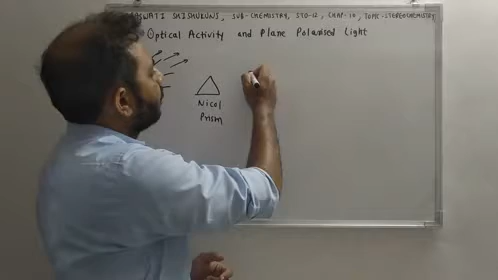 SHISHUKUNJ, SUB-CHEMISTRY, STD-12, CHAP-10, TOPIC-STEREOCHEMISTRY
Optical Activity and Plane Polarised Light
Nicol
Prism